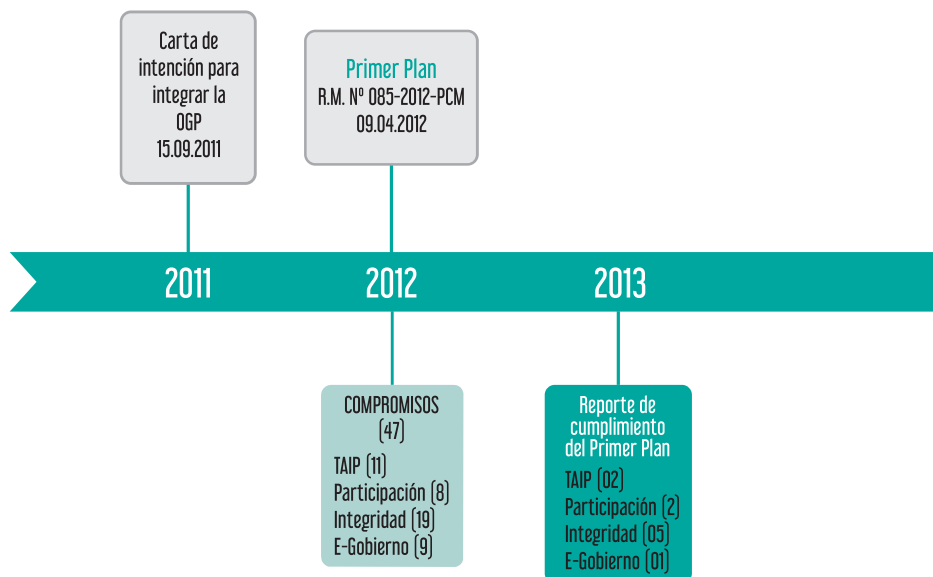 Carta de
intención para
integrar la
OGP
15.09.2011
Primer Plan
R.M. Nº 085-2012-PCM
09.04.2012
2011
2012
2013
COMPROMISOS
(47)
TAIP (11)
Participación (8)
Integridad (19)
E-Gobierno (9)
Reporte de
cumplimiento
del Primer Plan
TAIP (02)
Participación (2)
Integridad (05)
E-Gobierno (01)